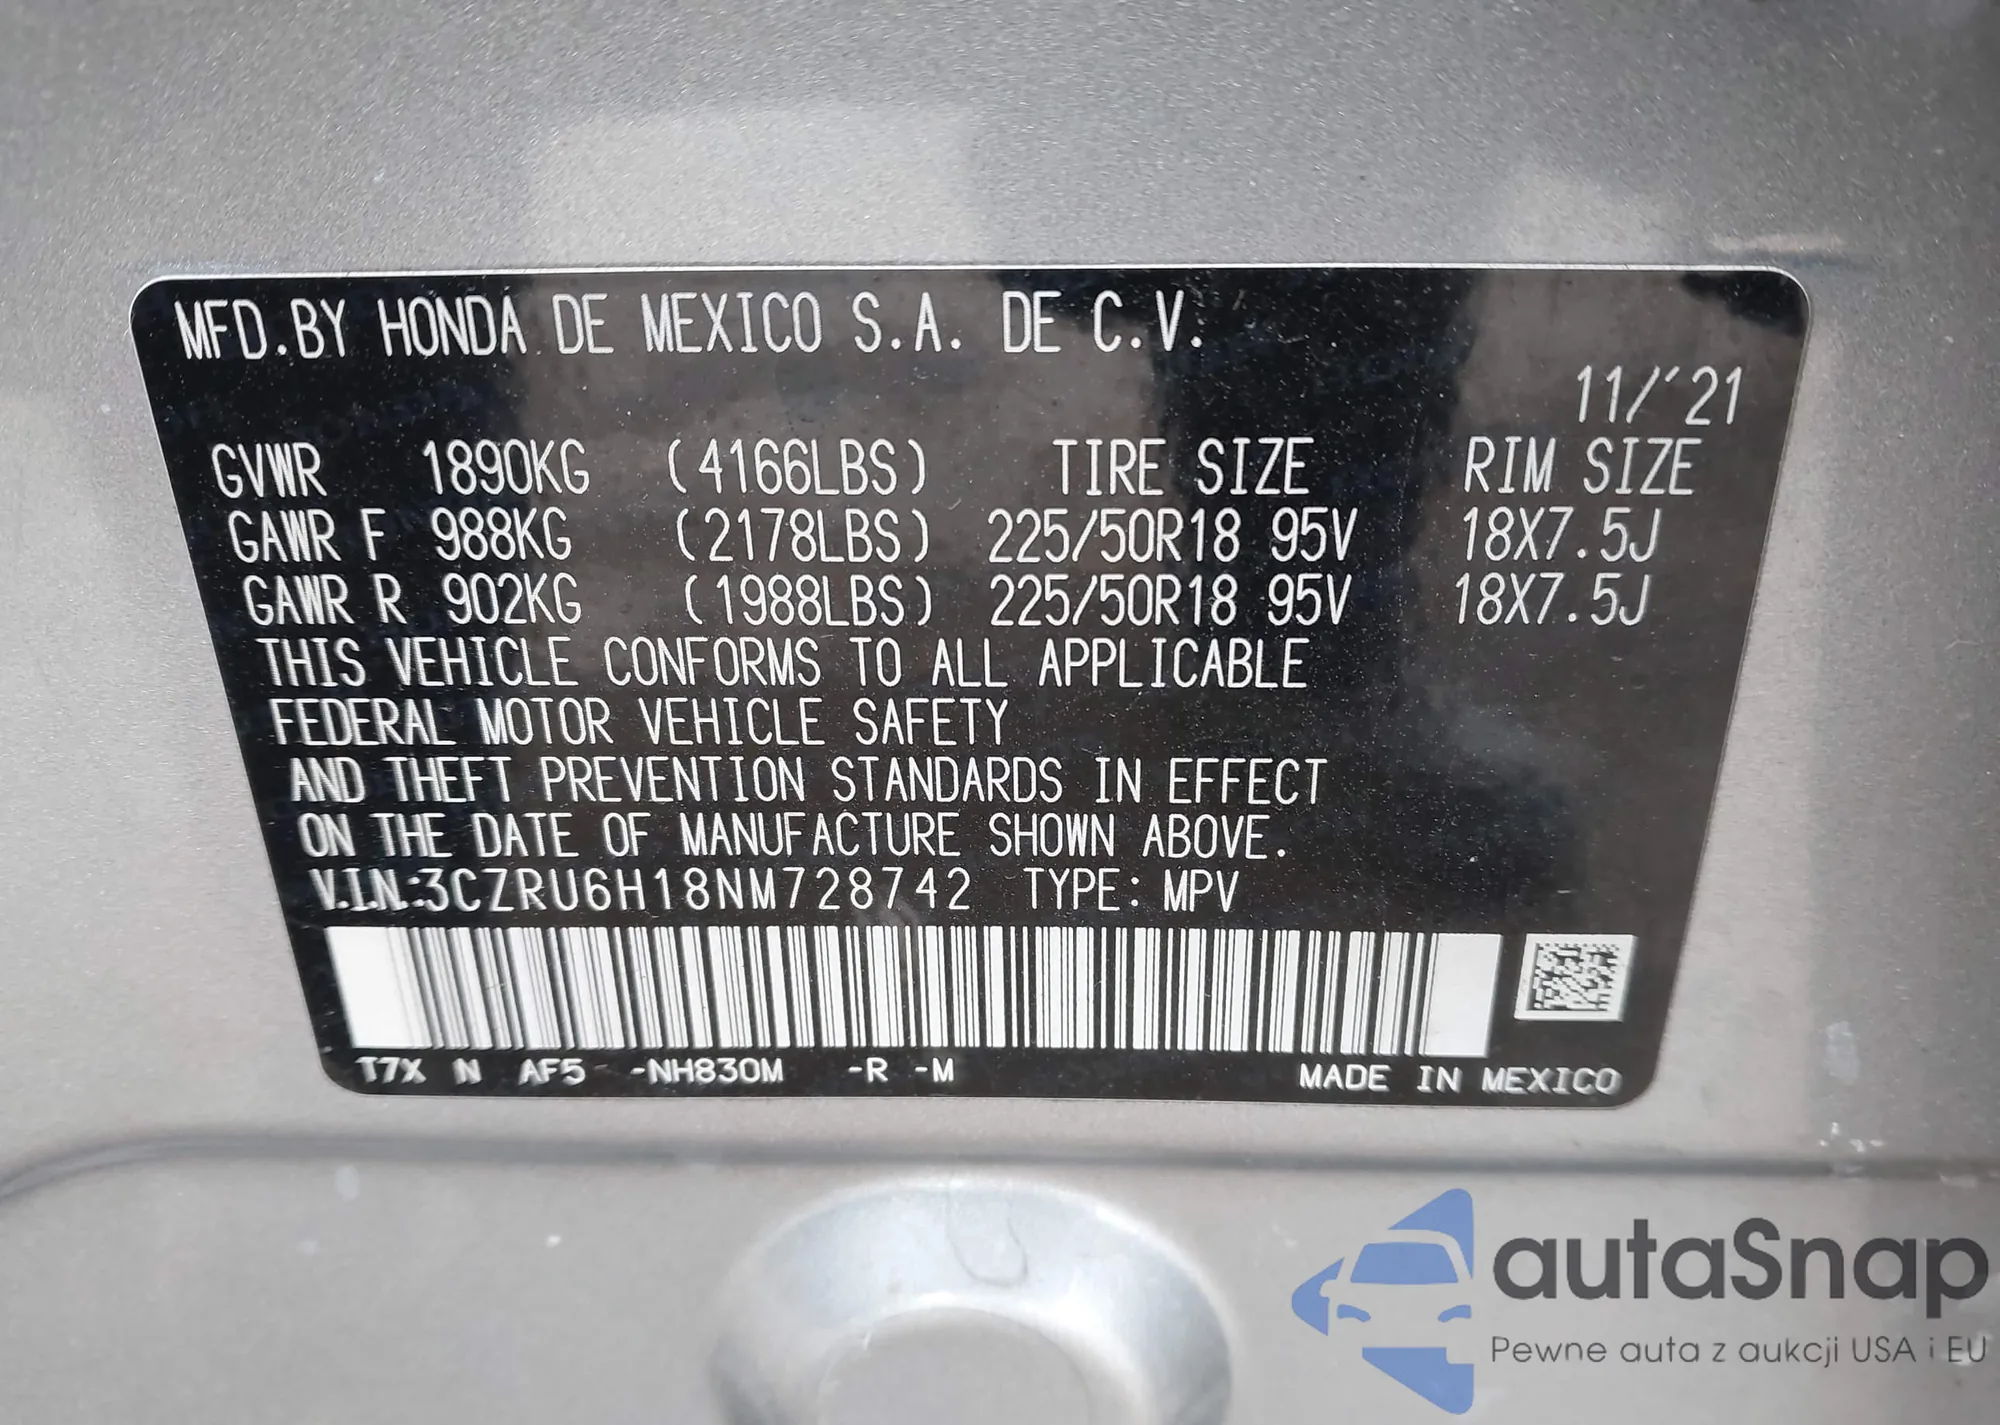 MFD.BY HONDA DE MEXICO S.A. DE C.V.
11/'21
GVWR 1890KG (4166LBS) TIRE SIZE RIM SIZE
GAWR F 988KG (2178LBS) 225/50R18 95V 18X7.5J
GAWR R 902KG (1988LBS) 225/50R18 95V 18X7.5J
THIS VEHICLE CONFORMS TO ALL APPLICABLE
FEDERAL MOTOR VEHICLE SAFETY
AND THEFT PREVENTION STANDARDS IN EFFECT
ON THE DATE OF MANUFACTURE SHOWN ABOVE.
V.I.N.:3CZRU6H18NM728742 TYPE: MPV
T7X N AF5 -NH830M -R -M MADE IN MEXICO
autaSnap
Pewne auta z aukcji USA i EU